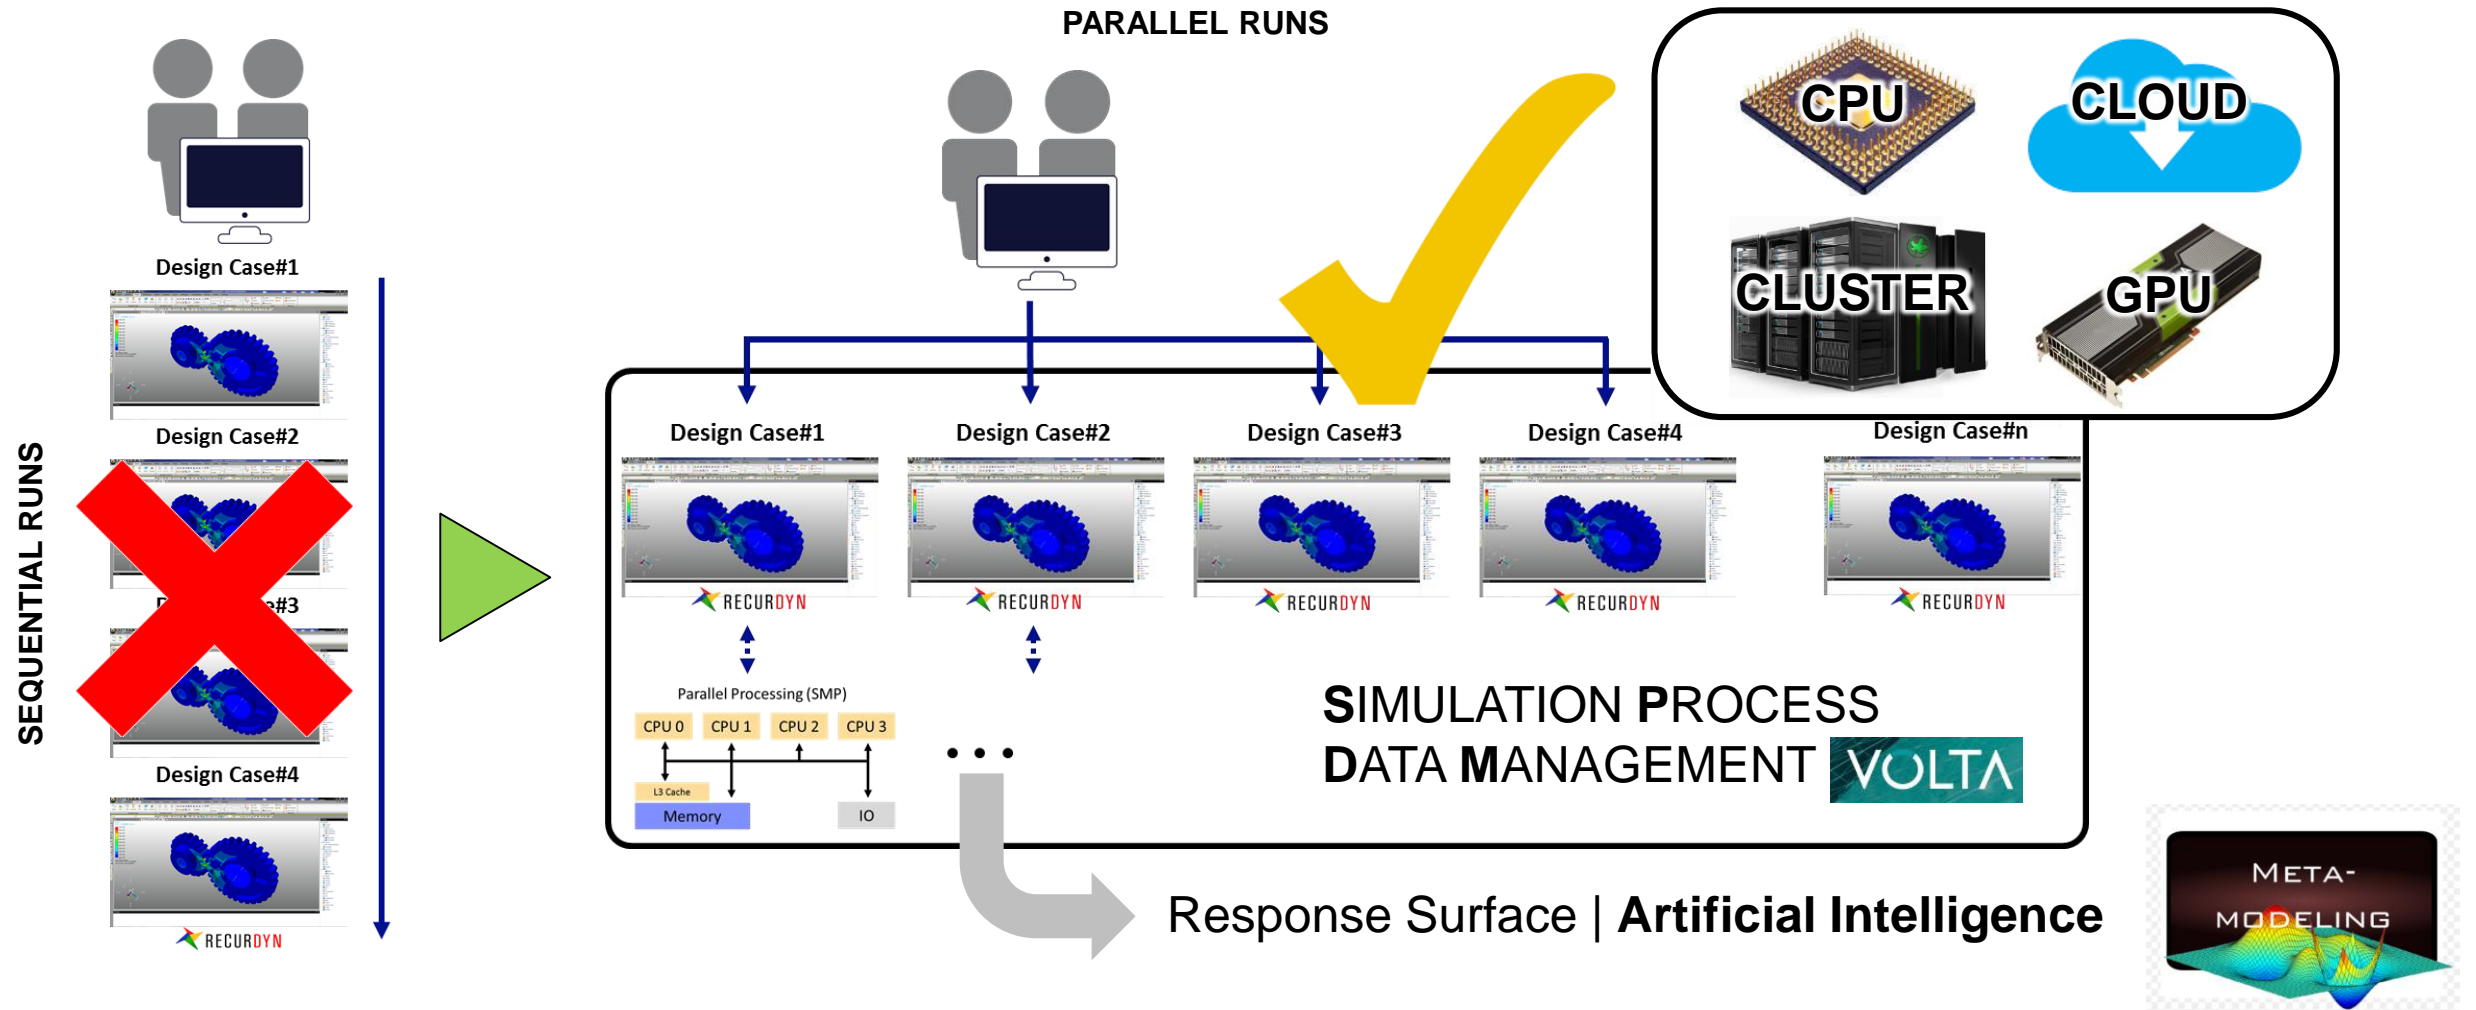 PARALLEL RUNS
SEQUENTIAL RUNS
Design Case#1
Design Case#2
e#3
Design Case#4
RECURDYN
CPU
CLOUD
CLUSTER
GPU
Design Case#1
Design Case#2
Design Case#3
Design Case#4
Design Case#n
RECURDYN
RECURDYN
RECURDYN
RECURDYN
RECURDYN
Parallel Processing (SMP)
CPU 0
CPU 1
CPU 2
CPU 3
L3 Cache
Memory
IO
• • •
SIMULATION PROCESS
DATA MANAGEMENT VOLTA
Response Surface | Artificial Intelligence
META-
MODELING